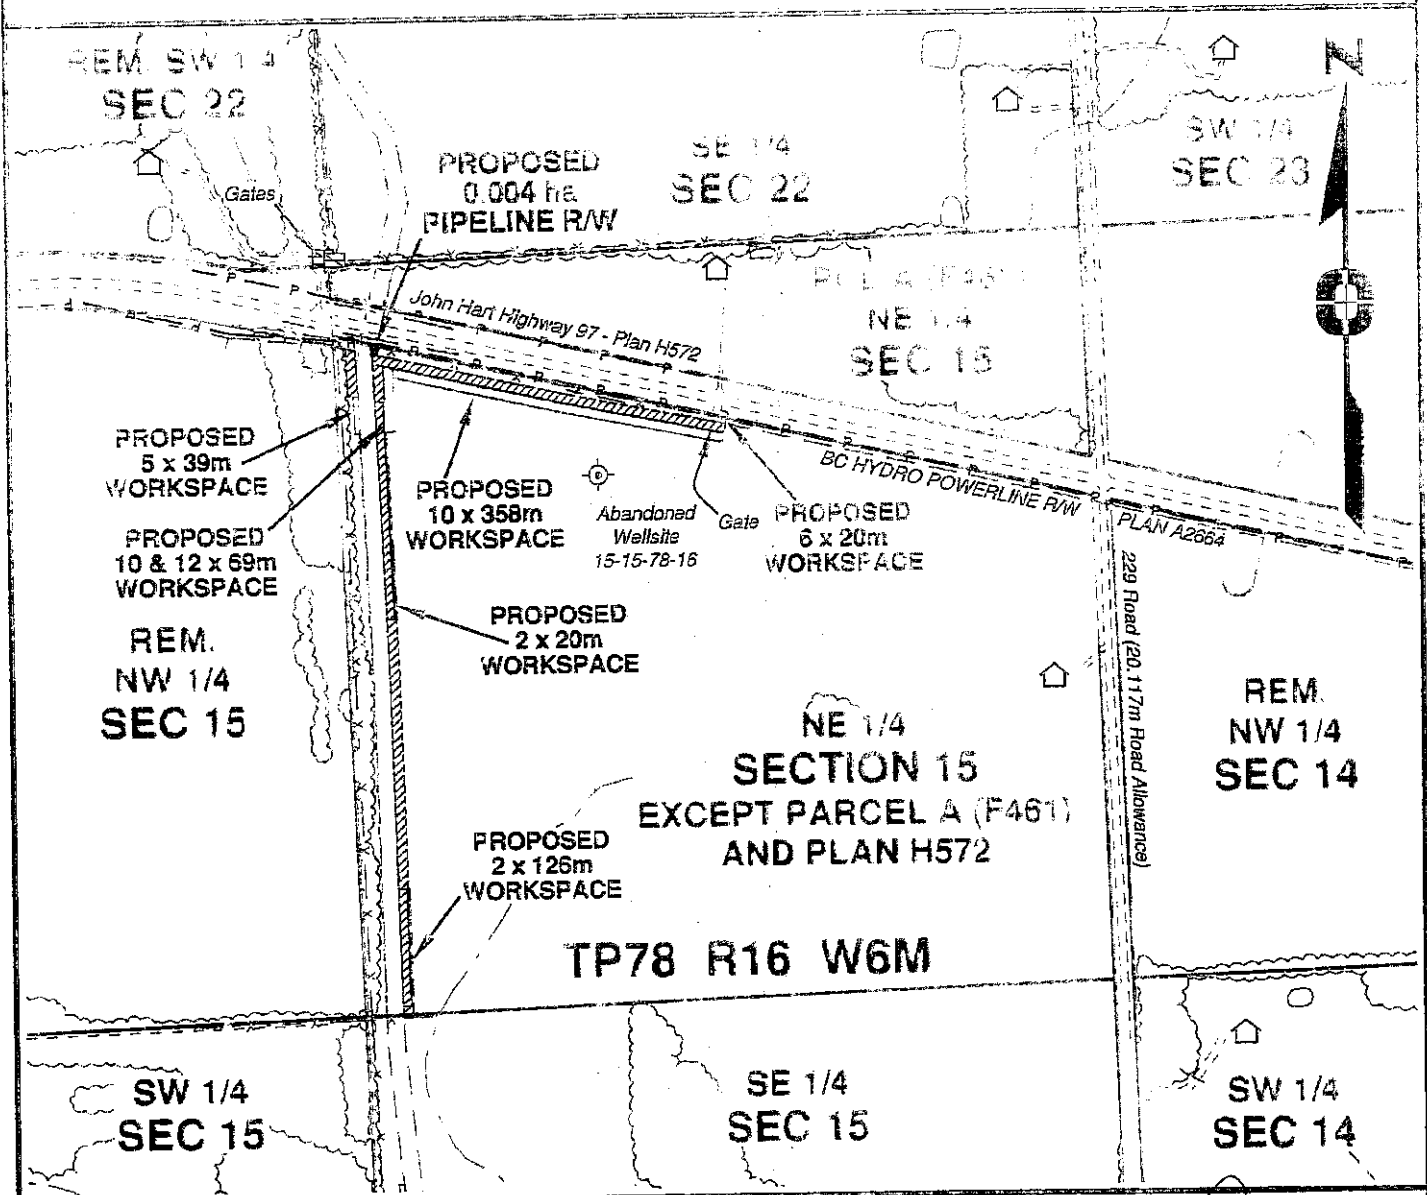 REM. SW 1/4
SEC 22
Gates
PROPOSED
0.004 ha
PIPELINE R/W
SE 1/4
SEC 22
SW 1/4
SEC 23
N
John Hart Highway 97 - Plan H572
PCL A (F461)
NE 1/4
SEC 15
PROPOSED
5 x 39m
WORKSPACE
PROPOSED
10 & 12 x 69m
WORKSPACE
PROPOSED
10 x 358m
WORKSPACE
Abandoned
Wellsite
15-15-78-16
Gate
PROPOSED
6 x 20m
WORKSPACE
BC HYDRO POWERLINE R/W
PLAN A2664
229 Road (20.117m Road Allowance)
PROPOSED
2 x 20m
WORKSPACE
REM.
NW 1/4
SEC 15
NE 1/4
SECTION 15
EXCEPT PARCEL A (F461)
AND PLAN H572
REM.
NW 1/4
SEC 14
PROPOSED
2 x 126m
WORKSPACE
TP78 R16 W6M
SW 1/4
SEC 15
SE 1/4
SEC 15
SW 1/4
SEC 14